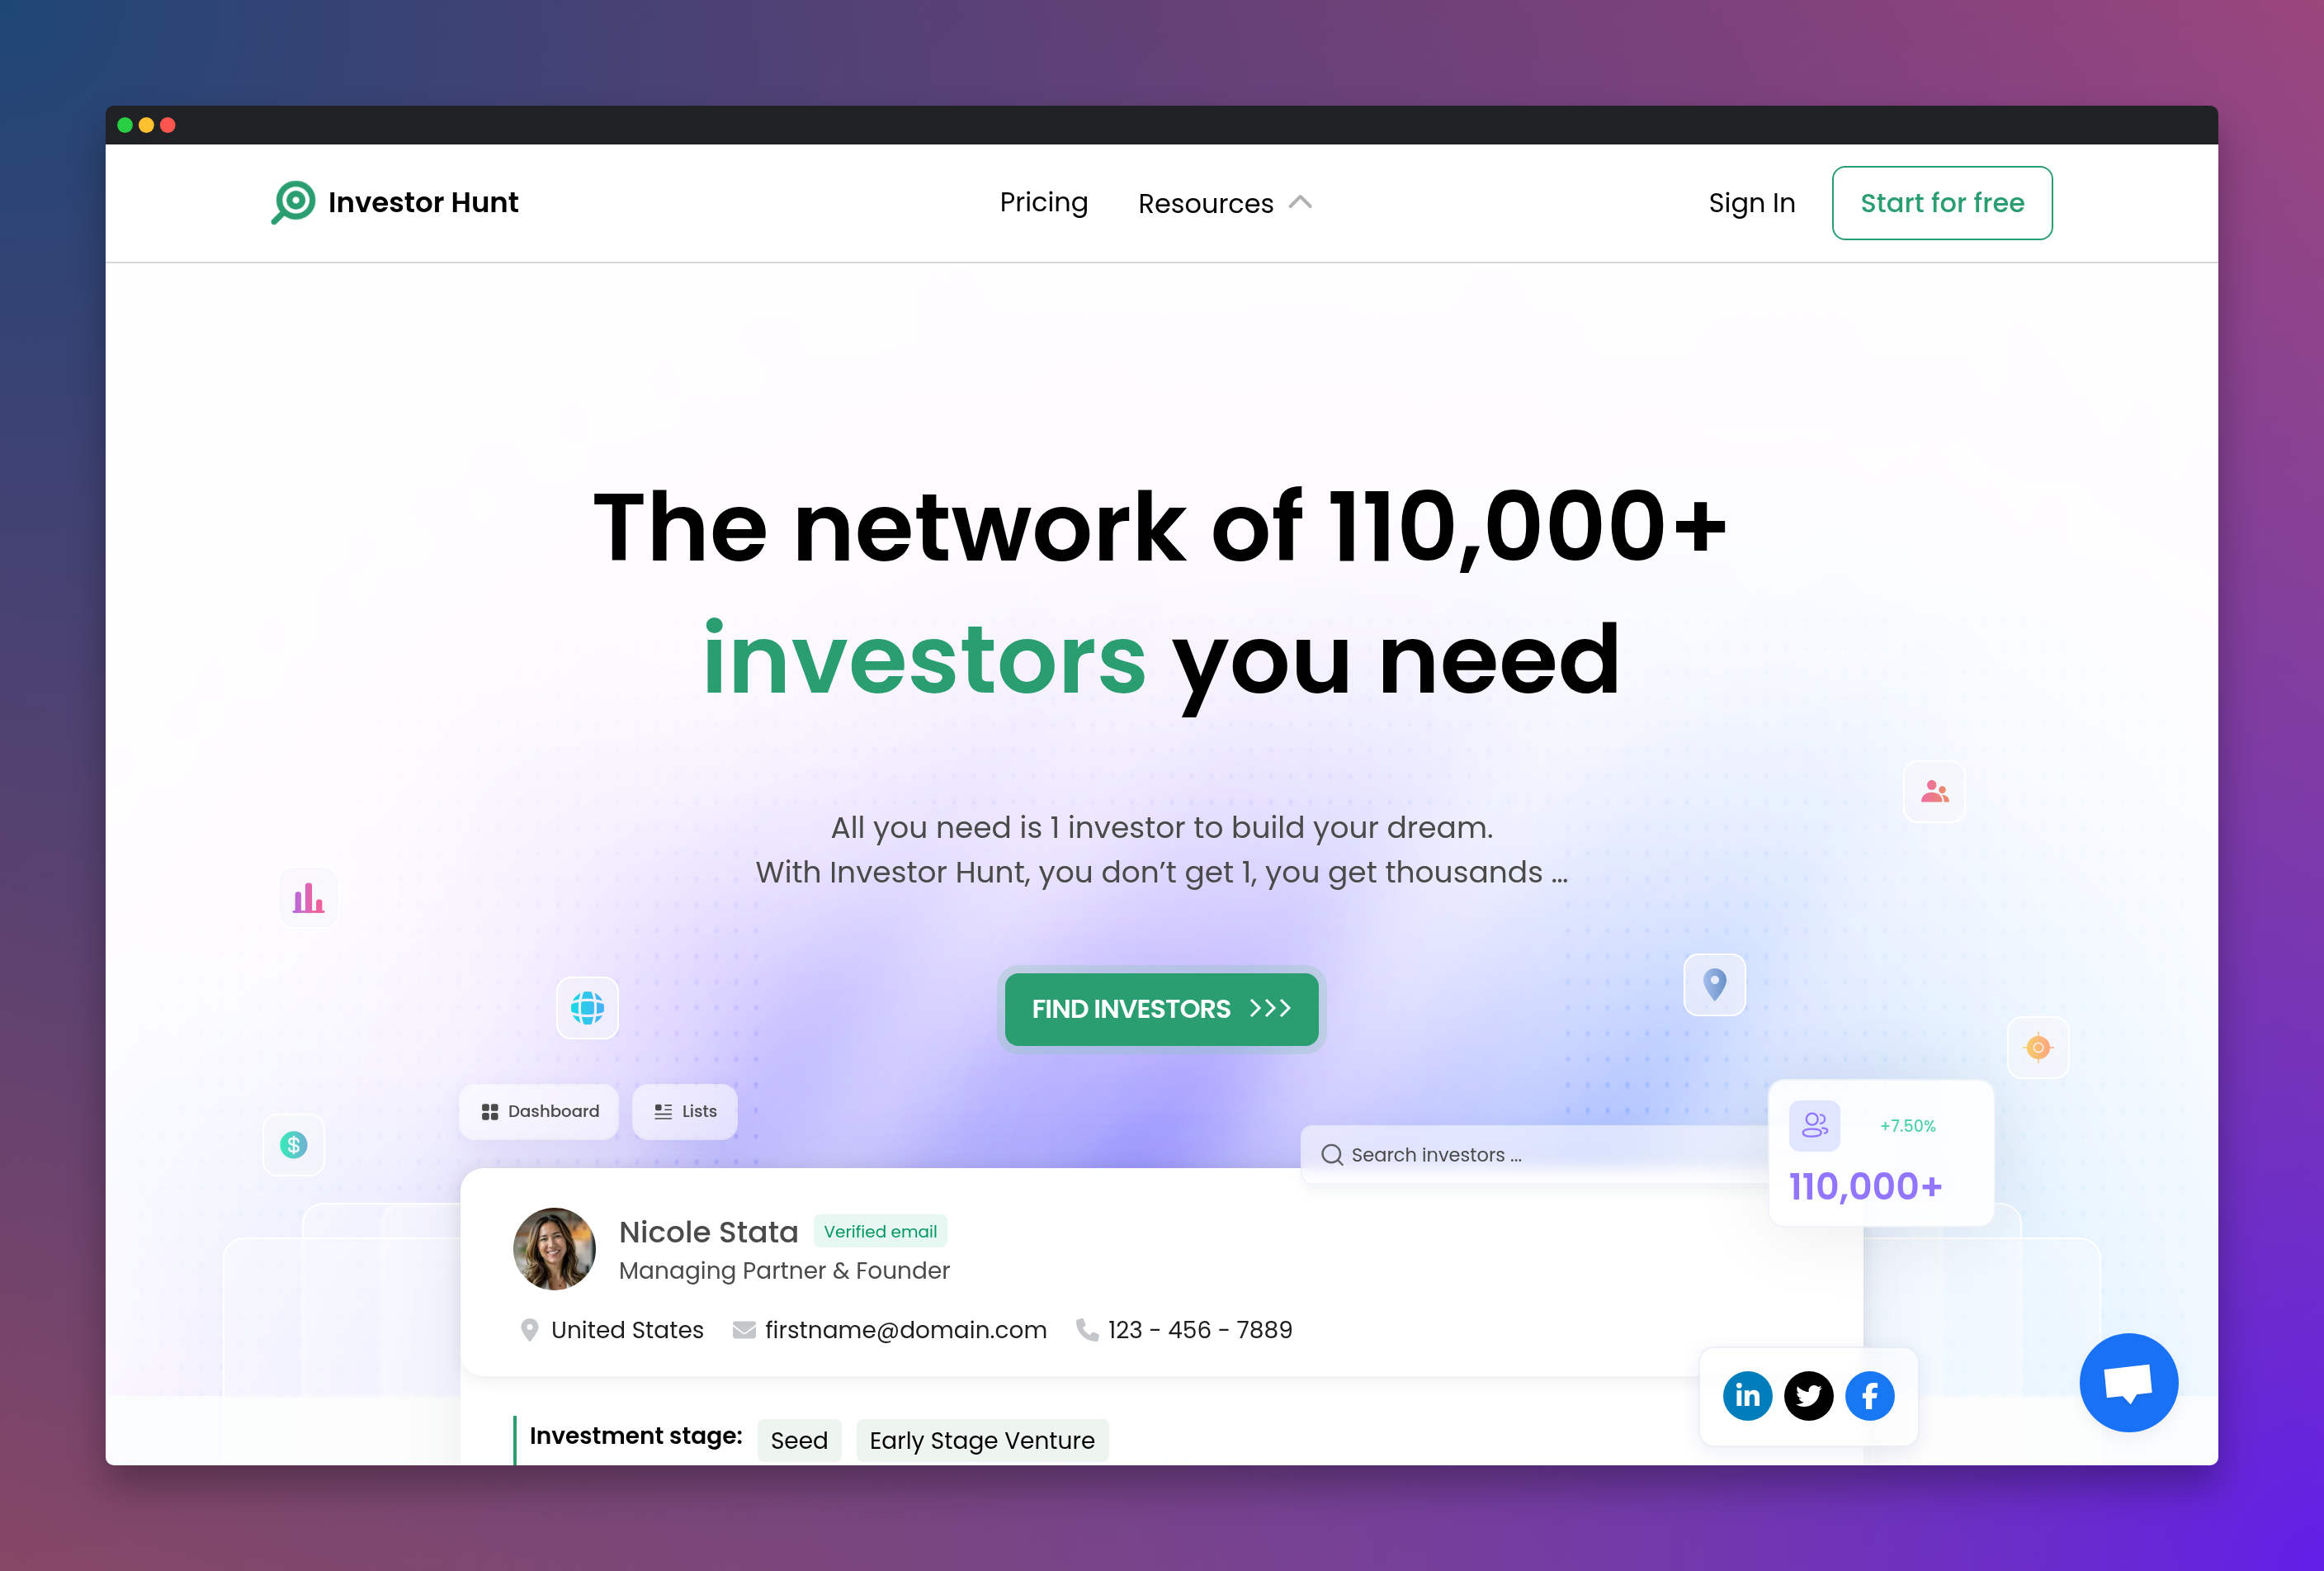 Investor Hunt
Pricing
Resources
Sign In
Start for free
The network of 110,000+
investors you need
All you need is 1 investor to build your dream.
With Investor Hunt, you don’t get 1, you get thousands ...
FIND INVESTORS
Dashboard
Lists
Search investors ...
+7.50%
110,000+
Nicole Stata
Verified email
Managing Partner & Founder
United States
firstname@domain.com
123 - 456 - 7889
Investment stage:
Seed
Early Stage Venture